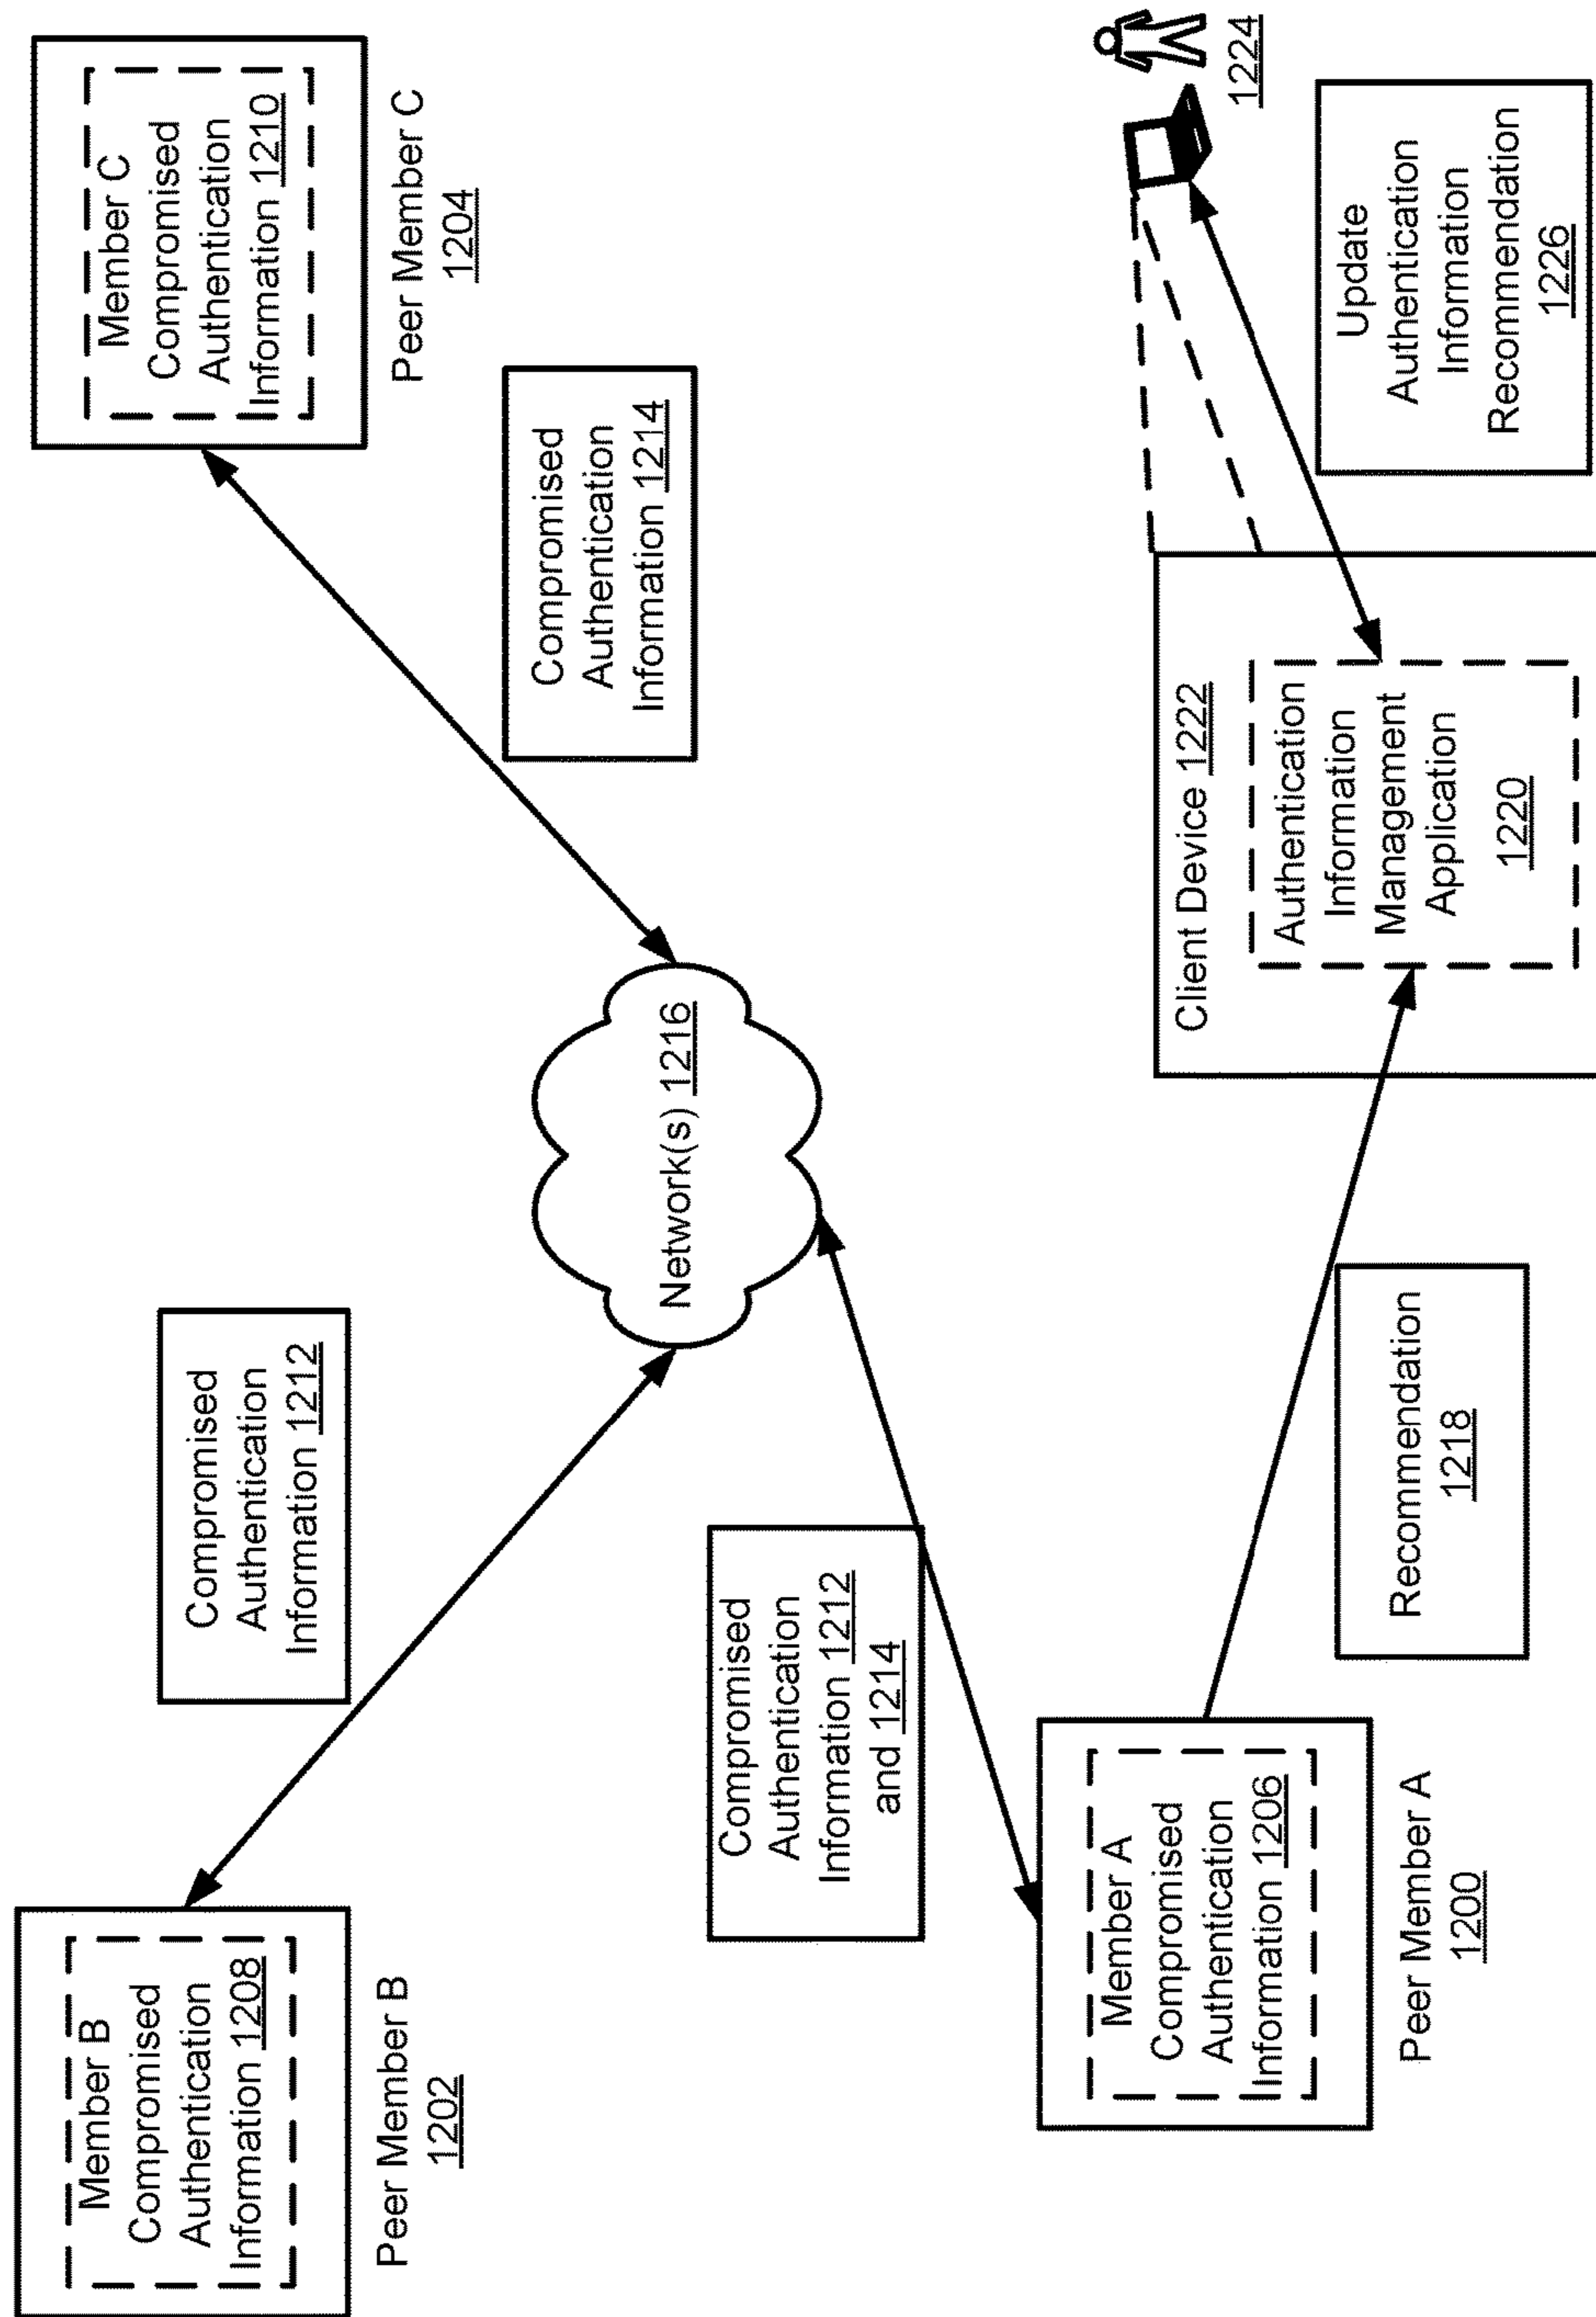 Member B
Compromised
Authentication
Information 1208
Peer Member B
1202
Compromised
Authentication
Information 1212
Member C
Compromised
Authentication
Information 1210
Peer Member C
1204
Compromised
Authentication
Information 1214
Network(s) 1216
Compromised
Authentication
Information 1212
and 1214
Member A
Compromised
Authentication
Information 1206
Peer Member A
1200
Recommendation
1218
Client Device 1222
Authentication
Information
Management
Application
1220
1224
Update
Authentication
Information
Recommendation
1226